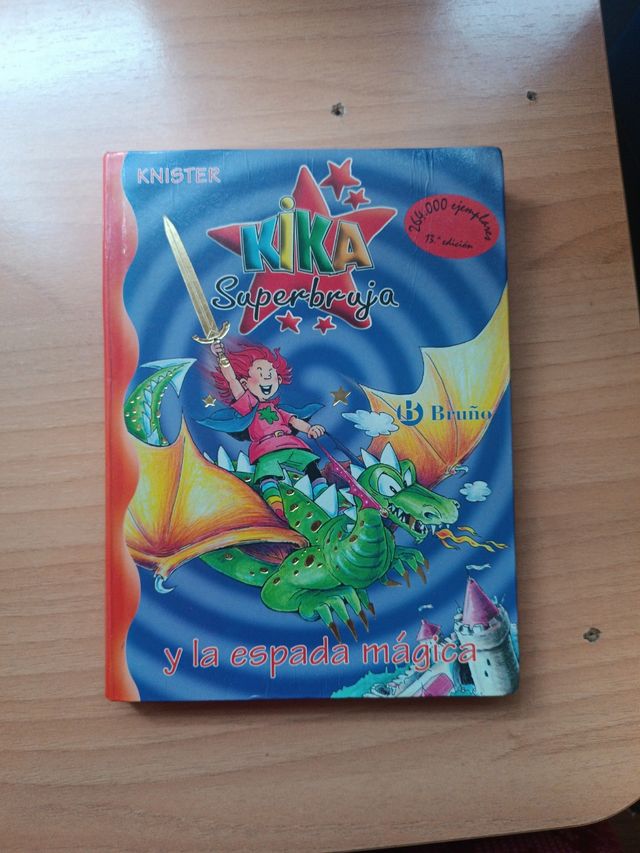 KNISTER
KIKA
Superbruja
264.000 ejemplares
13.ª edición
Bruño
y la espada mágica